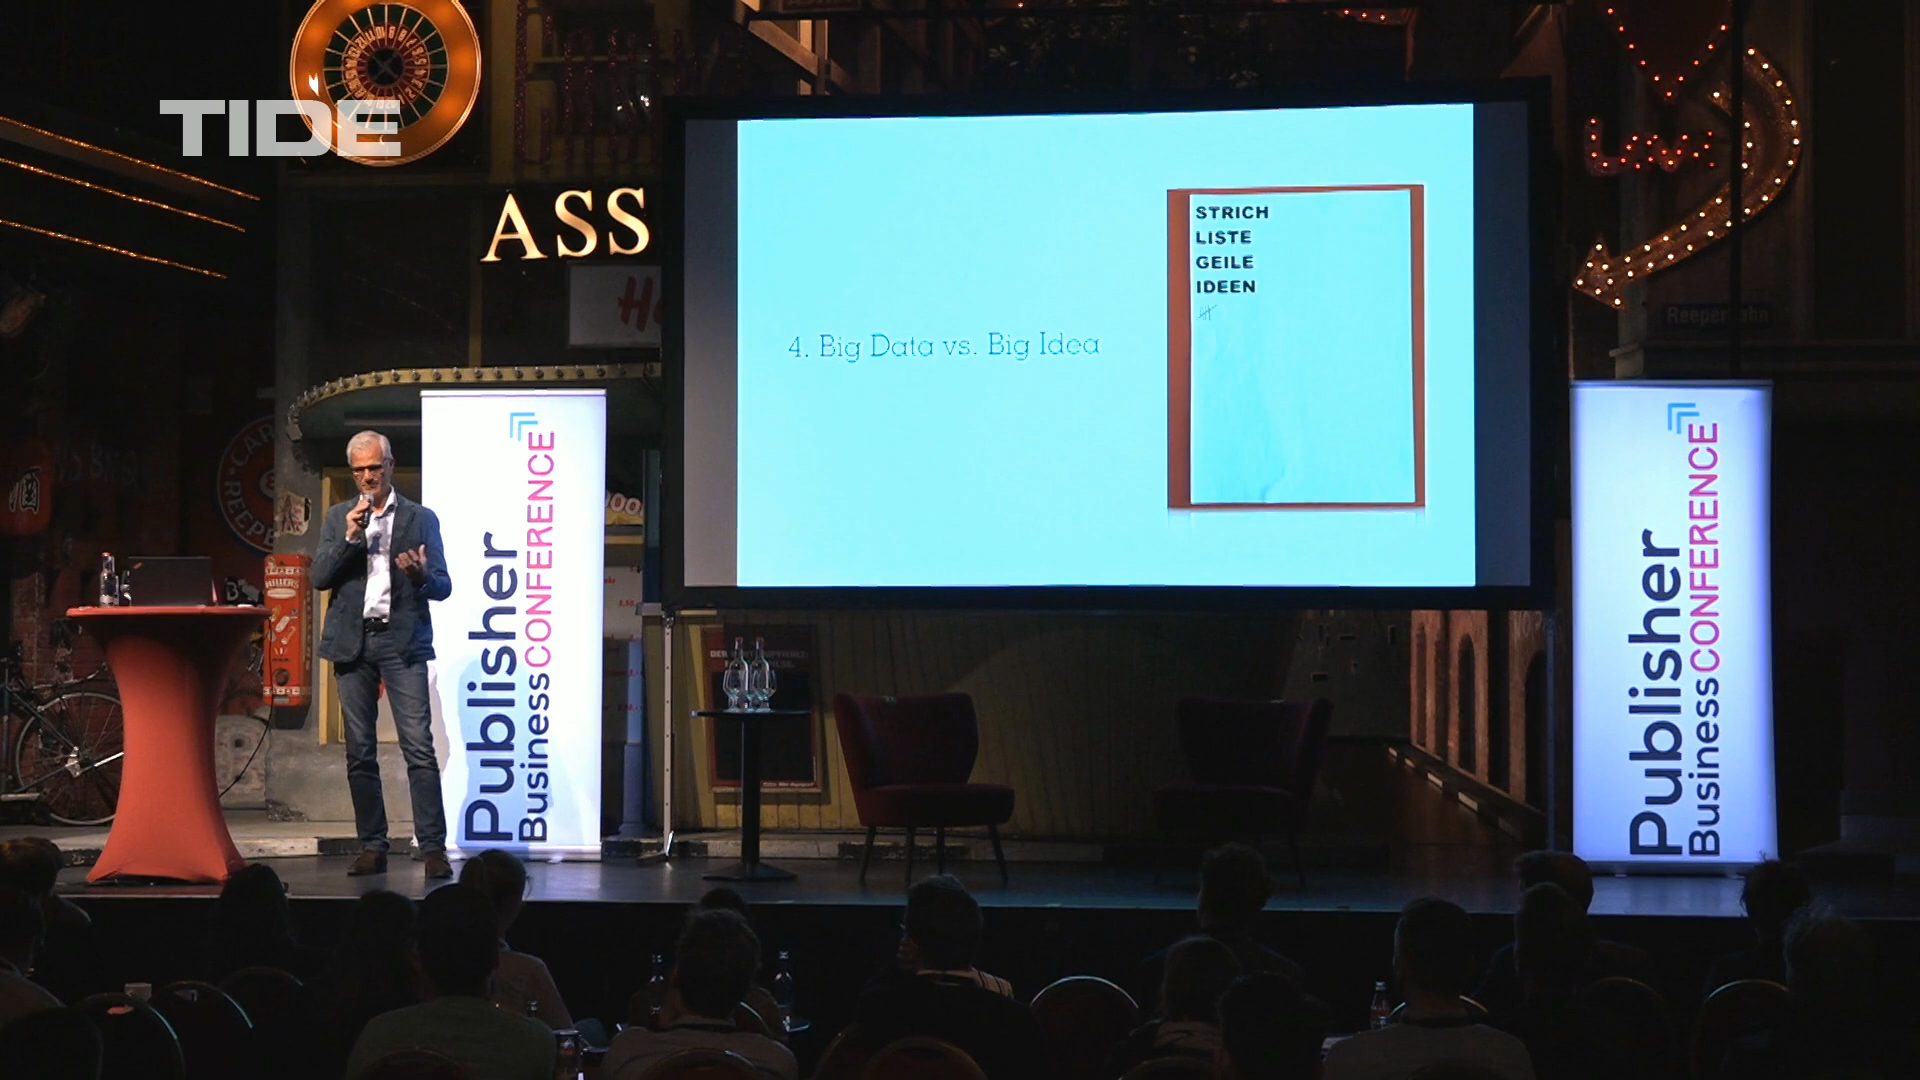 TIDE
ASS
STRICH
LISTE
GEILE
IDEEN
4. Big Data vs. Big Idea
Publisher
BusinessCONFERENCE
Publisher
BusinessCONFERENCE